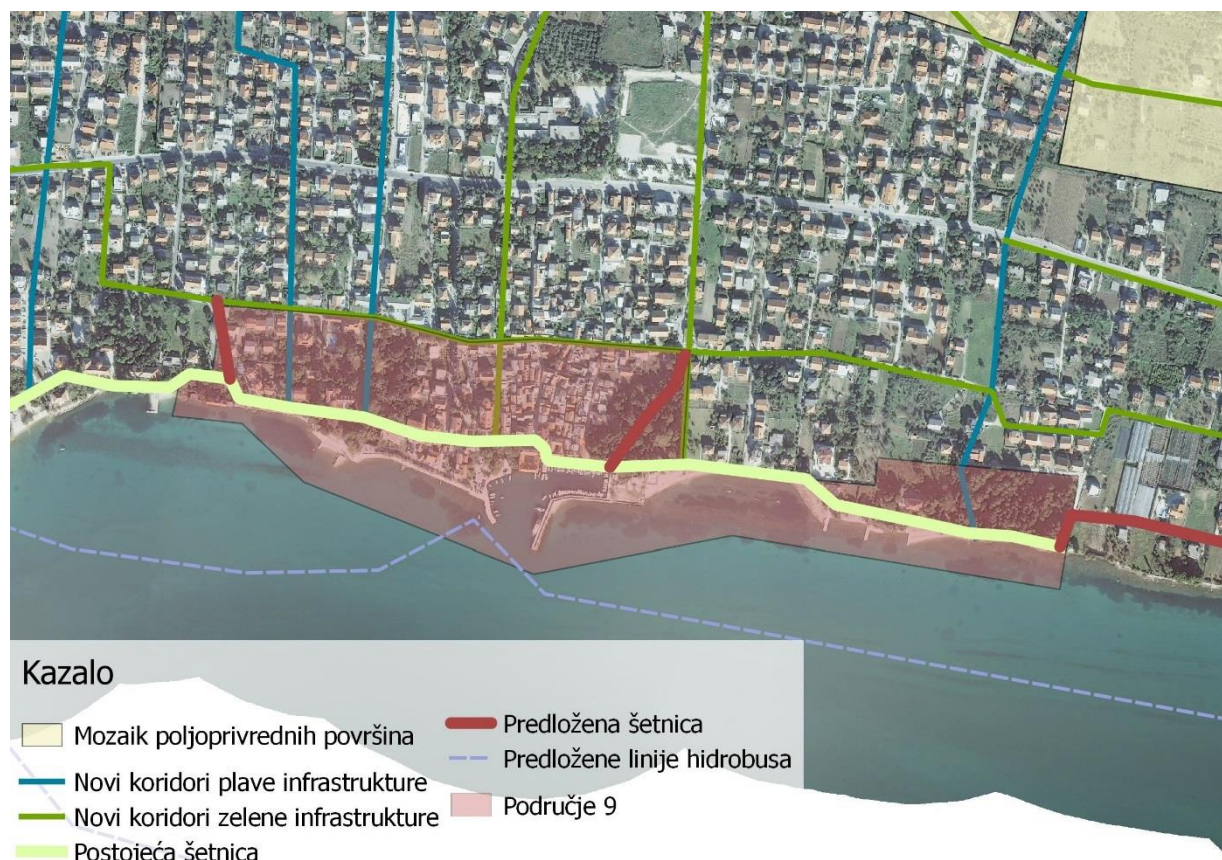 Kazalo
Mozaik poljoprivrednih površina
Novi koridori plave infrastrukture
Novi koridori zelene infrastrukture
Postojeća šetnica
Predložena šetnica
Predložene linije hidrobusa
Područje 9